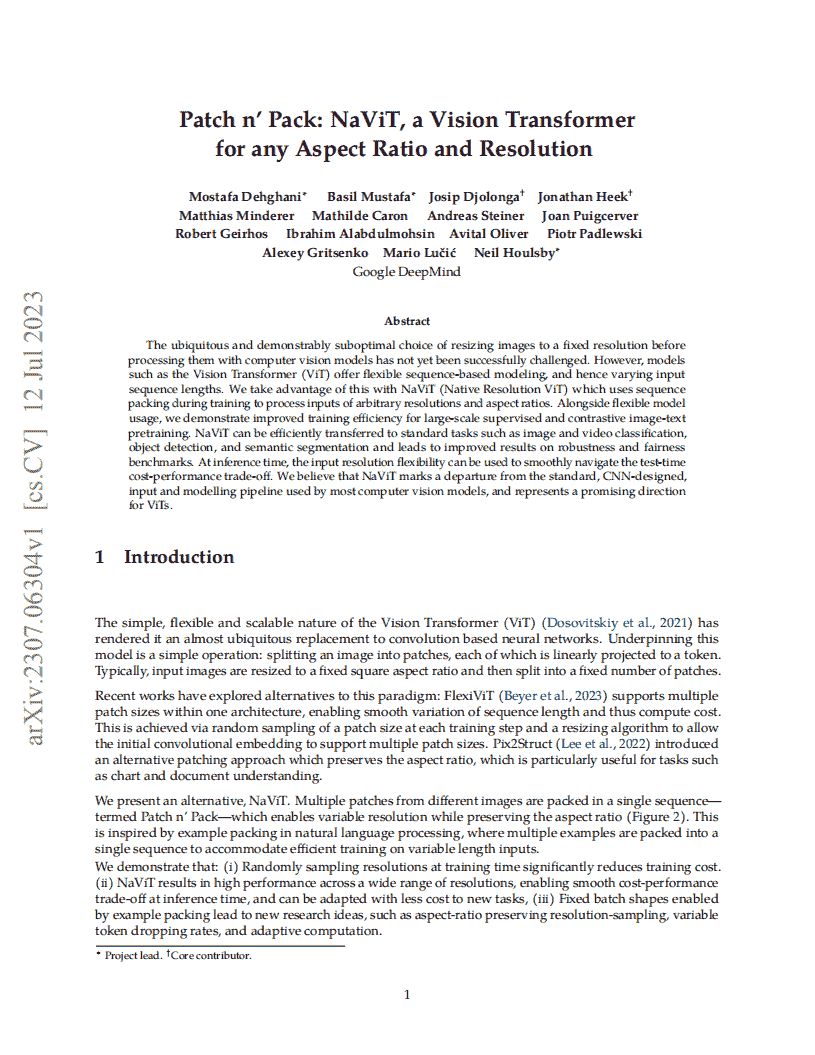 Patch n' Pack: NaViT, a Vision Transformer
for any Aspect Ratio and Resolution
Mostafa Dehghani* Basil Mustafa* Josip Djolonga† Jonathan Heek†
Matthias Minderer Mathilde Caron Andreas Steiner Joan Puigcerver
Robert Geirhos Ibrahim Alabdulmohsin Avital Oliver Piotr Padlewski
Alexey Gritsenko Mario Lučić Neil Houlsby*
Google DeepMind
Abstract
The ubiquitous and demonstrably suboptimal choice of resizing images to a fixed resolution before
processing them with computer vision models has not yet been successfully challenged. However, models
such as the Vision Transformer (ViT) offer flexible sequence-based modeling, and hence varying input
sequence lengths. We take advantage of this with NaViT (Native Resolution ViT) which uses sequence
packing during training to process inputs of arbitrary resolutions and aspect ratios. Alongside flexible model
usage, we demonstrate improved training efficiency for large-scale supervised and contrastive image-text
pretraining. NaViT can be efficiently transferred to standard tasks such as image and video classification,
object detection, and semantic segmentation and leads to improved results on robustness and fairness
benchmarks. At inference time, the input resolution flexibility can be used to smoothly navigate the test-time
cost-performance trade-off. We believe that NaViT marks a departure from the standard, CNN-designed,
input and modelling pipeline used by most computer vision models, and represents a promising direction
for ViTs.
1 Introduction
The simple, flexible and scalable nature of the Vision Transformer (ViT) (Dosovitskiy et al., 2021) has
rendered it an almost ubiquitous replacement to convolution based neural networks. Underpinning this
model is a simple operation: splitting an image into patches, each of which is linearly projected to a token.
Typically, input images are resized to a fixed square aspect ratio and then split into a fixed number of patches.
Recent works have explored alternatives to this paradigm: FlexiViT (Beyer et al., 2023) supports multiple
patch sizes within one architecture, enabling smooth variation of sequence length and thus compute cost.
This is achieved via random sampling of a patch size at each training step and a resizing algorithm to allow
the initial convolutional embedding to support multiple patch sizes. Pix2Struct (Lee et al., 2022) introduced
an alternative patching approach which preserves the aspect ratio, which is particularly useful for tasks such
as chart and document understanding.
We present an alternative, NaViT. Multiple patches from different images are packed in a single sequence—
termed Patch n' Pack—which enables variable resolution while preserving the aspect ratio (Figure 2). This
is inspired by example packing in natural language processing, where multiple examples are packed into a
single sequence to accommodate efficient training on variable length inputs.
We demonstrate that: (i) Randomly sampling resolutions at training time significantly reduces training cost.
(ii) NaViT results in high performance across a wide range of resolutions, enabling smooth cost-performance
trade-off at inference time, and can be adapted with less cost to new tasks, (iii) Fixed batch shapes enabled
by example packing lead to new research ideas, such as aspect-ratio preserving resolution-sampling, variable
token dropping rates, and adaptive computation.
* Project lead. †Core contributor.
1
arXiv:2307.06304v1 [cs.CV] 12 Jul 2023